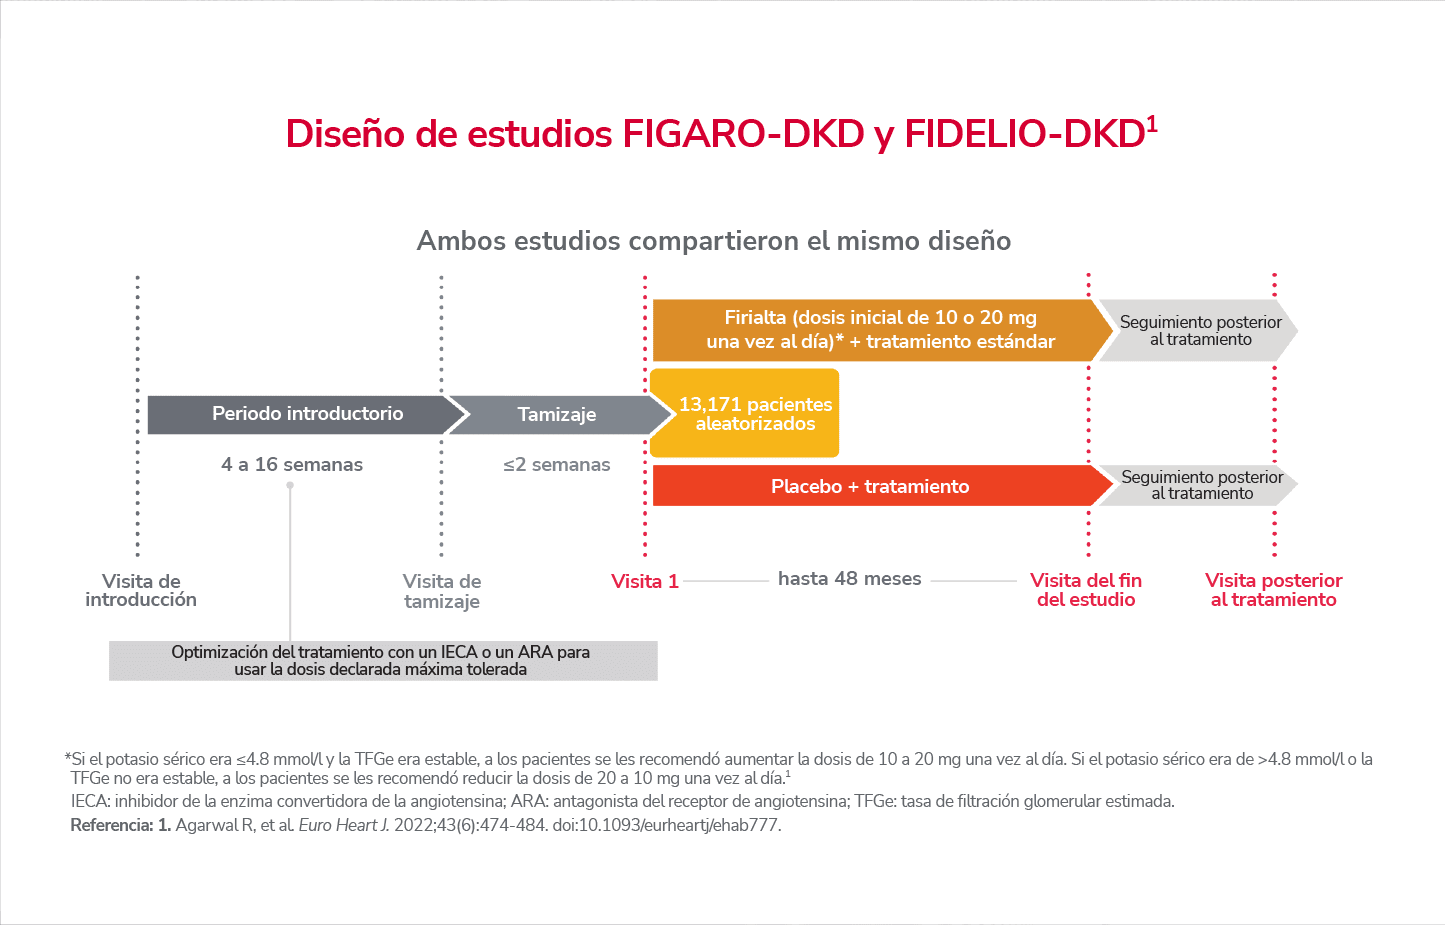 Diseño de estudios FIGARO-DKD y FIDELIO-DKD¹
Ambos estudios compartieron el mismo diseño
Firialta (dosis inicial de 10 o 20 mg
una vez al día)* + tratamiento estándar
Seguimiento posterior
al tratamiento
Periodo introductorio
Tamizaje
13,171 pacientes
aleatorizados
4 a 16 semanas
≤2 semanas
Placebo + tratamiento
Seguimiento posterior
al tratamiento
Visita de
introducción
Visita de
tamizaje
Visita 1
hasta 48 meses
Visita del fin
del estudio
Visita posterior
al tratamiento
Optimización del tratamiento con un IECA o un ARA para
usar la dosis declarada máxima tolerada
*Si el potasio sérico era ≤4.8 mmol/l y la TFGe era estable, a los pacientes se les recomendó aumentar la dosis de 10 a 20 mg una vez al día. Si el potasio sérico era de >4.8 mmol/l o la
TFGe no era estable, a los pacientes se les recomendó reducir la dosis de 20 a 10 mg una vez al día.¹
IECA: inhibidor de la enzima convertidora de la angiotensina; ARA: antagonista del receptor de angiotensina; TFGe: tasa de filtración glomerular estimada.
Referencia: 1. Agarwal R, et al. Euro Heart J. 2022;43(6):474-484. doi:10.1093/eurheartj/ehab777.